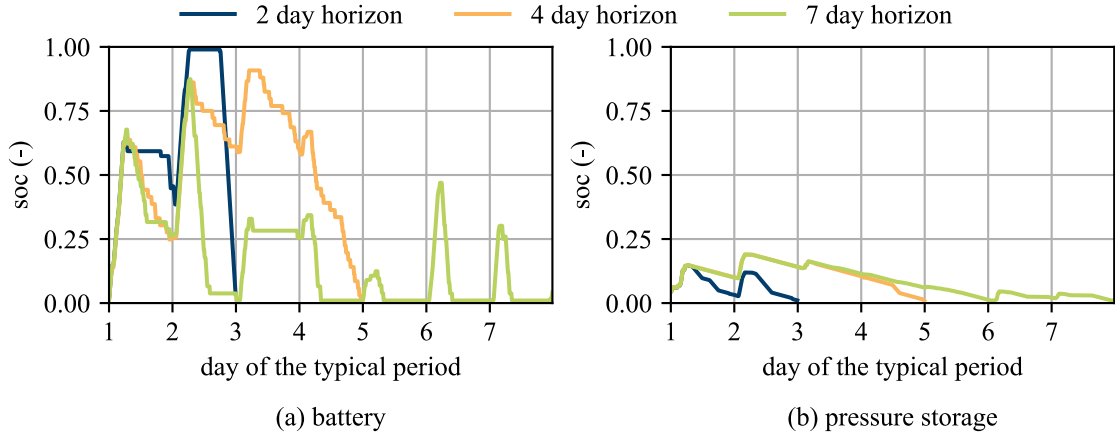 2 day horizon 4 day horizon 7 day horizon
1.00 1.00
0.75 0.75
0.50 0.50
0.25 0.25
0.00 0.00
soc (-) soc (-)
1 2 3 4 5 6 7 1 2 3 4 5 6 7
day of the typical period day of the typical period
(a) battery (b) pressure storage